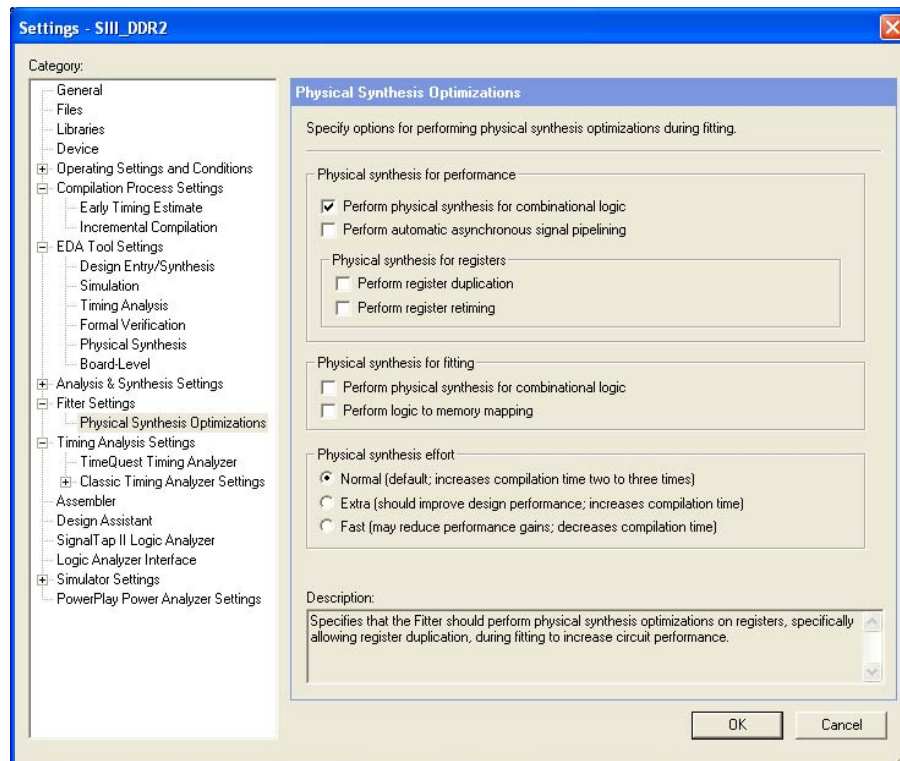 Settings - SIII_DDR2
Category:
General
Files
Libraries
Device
Operating Settings and Conditions
Compilation Process Settings
Early Timing Estimate
Incremental Compilation
EDA Tool Settings
Design Entry/Synthesis
Simulation
Timing Analysis
Formal Verification
Physical Synthesis
Board-Level
Analysis & Synthesis Settings
Fitter Settings
Physical Synthesis Optimizations
Timing Analysis Settings
TimeQuest Timing Analyzer
Classic Timing Analyzer Settings
Assembler
Design Assistant
SignalTap II Logic Analyzer
Logic Analyzer Interface
Simulator Settings
PowerPlay Power Analyzer Settings
Physical Synthesis Optimizations
Specify options for performing physical synthesis optimizations during fitting.
Physical synthesis for performance
Perform physical synthesis for combinational logic
Perform automatic asynchronous signal pipelining
Physical synthesis for registers
Perform register duplication
Perform register retiming
Physical synthesis for fitting
Perform physical synthesis for combinational logic
Perform logic to memory mapping
Physical synthesis effort
Normal (default; increases compilation time two to three times)
Extra (should improve design performance; increases compilation time)
Fast (may reduce performance gains; decreases compilation time)
Description:
Specifies that the Fitter should perform physical synthesis optimizations on registers, specifically
allowing register duplication, during fitting to increase circuit performance.
OK
Cancel